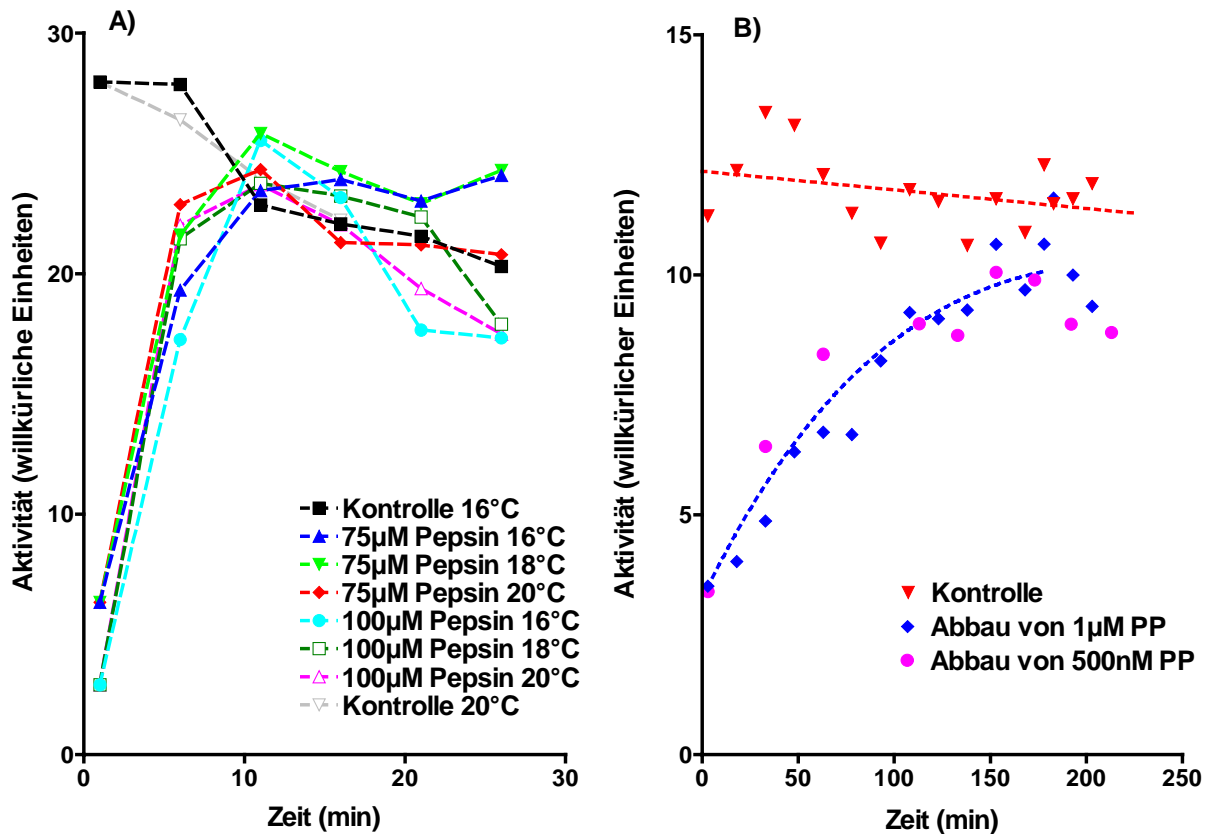 A)
30
20
10
0
Aktivität (willkürliche Einheiten)
0
10
20
30
Zeit (min)
Kontrolle 16°C
75µM Pepsin 16°C
75µM Pepsin 18°C
75µM Pepsin 20°C
100µM Pepsin 16°C
100µM Pepsin 18°C
100µM Pepsin 20°C
Kontrolle 20°C
B)
15
10
5
0
Aktivität (willkürlicher Einheiten)
0
50
100
150
200
250
Zeit (min)
Kontrolle
Abbau von 1µM PP
Abbau von 500nM PP